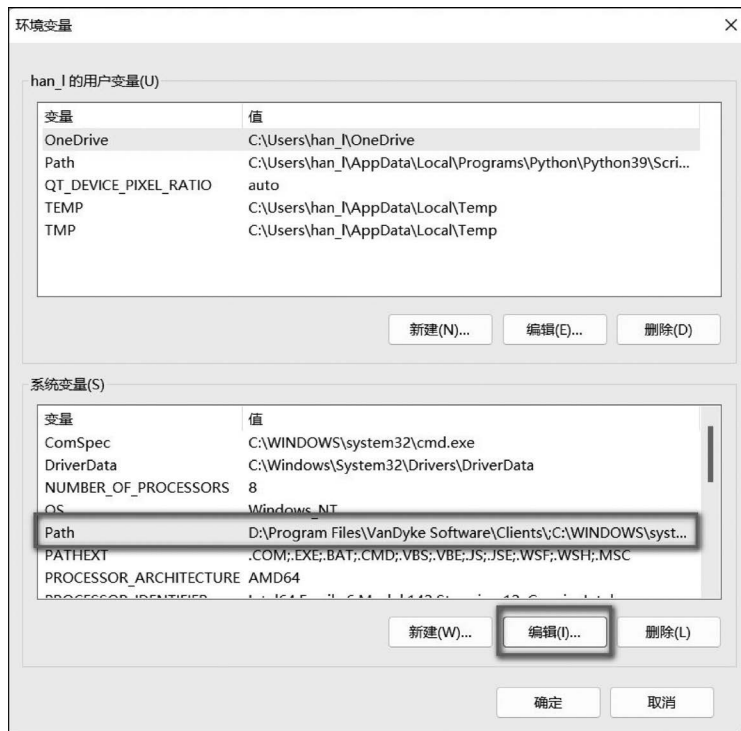 环境变量
han_l 的用户变量(U)
变量 值
OneDrive C:\Users\han_l\OneDrive
Path C:\Users\han_l\AppData\Local\Programs\Python\Python39\Scri...
QT_DEVICE_PIXEL_RATIO auto
TEMP C:\Users\han_l\AppData\Local\Temp
TMP C:\Users\han_l\AppData\Local\Temp
新建(N)... 编辑(E)... 删除(D)
系统变量(S)
变量 值
ComSpec C:\WINDOWS\system32\cmd.exe
DriverData C:\Windows\System32\Drivers\DriverData
NUMBER_OF_PROCESSORS 8
OS Windows_NT
Path D:\Program Files\VanDyke Software\Clients\;C:\WINDOWS\syst...
PATHEXT .COM;.EXE;.BAT;.CMD;.VBS;.VBE;.JS;.JSE;.WSF;.WSH;.MSC
PROCESSOR_ARCHITECTURE AMD64
新建(W)... 编辑(I)... 删除(L)
确定 取消